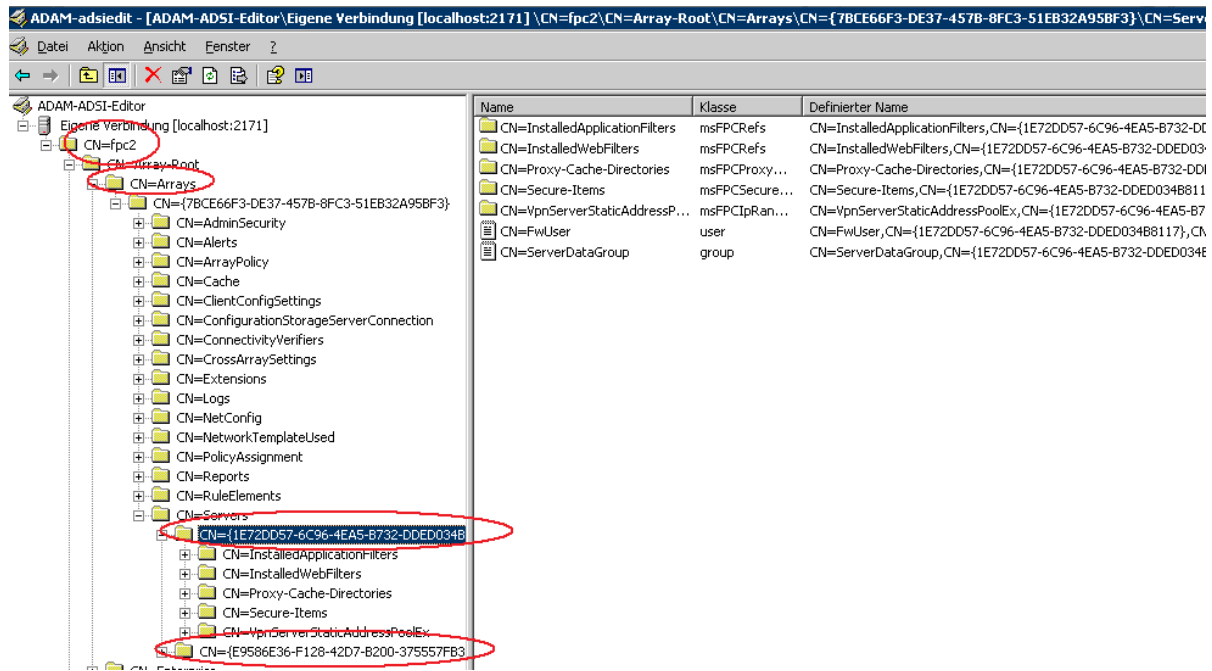 ADAM-adsiedit - [ADAM-ADSI-Editor\Eigene Verbindung [localhost:2171] \CN=fpc2\CN=Array-Root\CN=Arrays\CN={7BCE66F3-DE37-457B-8FC3-51EB32A95BF3}\CN=Serve
Datei Aktion Ansicht Fenster ?
ADAM-ADSI-Editor
Eigene Verbindung [localhost:2171]
CN=fpc2
CN=Array-Root
CN=Arrays
CN={7BCE66F3-DE37-457B-8FC3-51EB32A95BF3}
CN=AdminSecurity
CN=Alerts
CN=ArrayPolicy
CN=Cache
CN=ClientConfigSettings
CN=ConfigurationStorageServerConnection
CN=ConnectivityVerifiers
CN=CrossArraySettings
CN=Extensions
CN=Logs
CN=NetConfig
CN=NetworkTemplateUsed
CN=PolicyAssignment
CN=Reports
CN=RuleElements
CN=Servers
CN={1E72DD57-6C96-4EA5-B732-DDED034B
CN=InstalledApplicationFilters
CN=InstalledWebFilters
CN=Proxy-Cache-Directories
CN=Secure-Items
CN=VpnServerStaticAddressPoolEx
CN={E9586E36-F128-42D7-B200-375557FB3
CN=Enterprise
Name Klasse Definierter Name
CN=InstalledApplicationFilters msFPCRefs CN=InstalledApplicationFilters,CN={1E72DD57-6C96-4EA5-B732-DD
CN=InstalledWebFilters msFPCRefs CN=InstalledWebFilters,CN={1E72DD57-6C96-4EA5-B732-DDED03
CN=Proxy-Cache-Directories msFPCProxy... CN=Proxy-Cache-Directories,CN={1E72DD57-6C96-4EA5-B732-DD
CN=Secure-Items msFPCSecure... CN=Secure-Items,CN={1E72DD57-6C96-4EA5-B732-DDED034B811
CN=VpnServerStaticAddressP... msFPCIpRan... CN=VpnServerStaticAddressPoolEx,CN={1E72DD57-6C96-4EA5-B7
CN=FwUser user CN=FwUser,CN={1E72DD57-6C96-4EA5-B732-DDED034B8117},CN
CN=ServerDataGroup group CN=ServerDataGroup,CN={1E72DD57-6C96-4EA5-B732-DDED034B